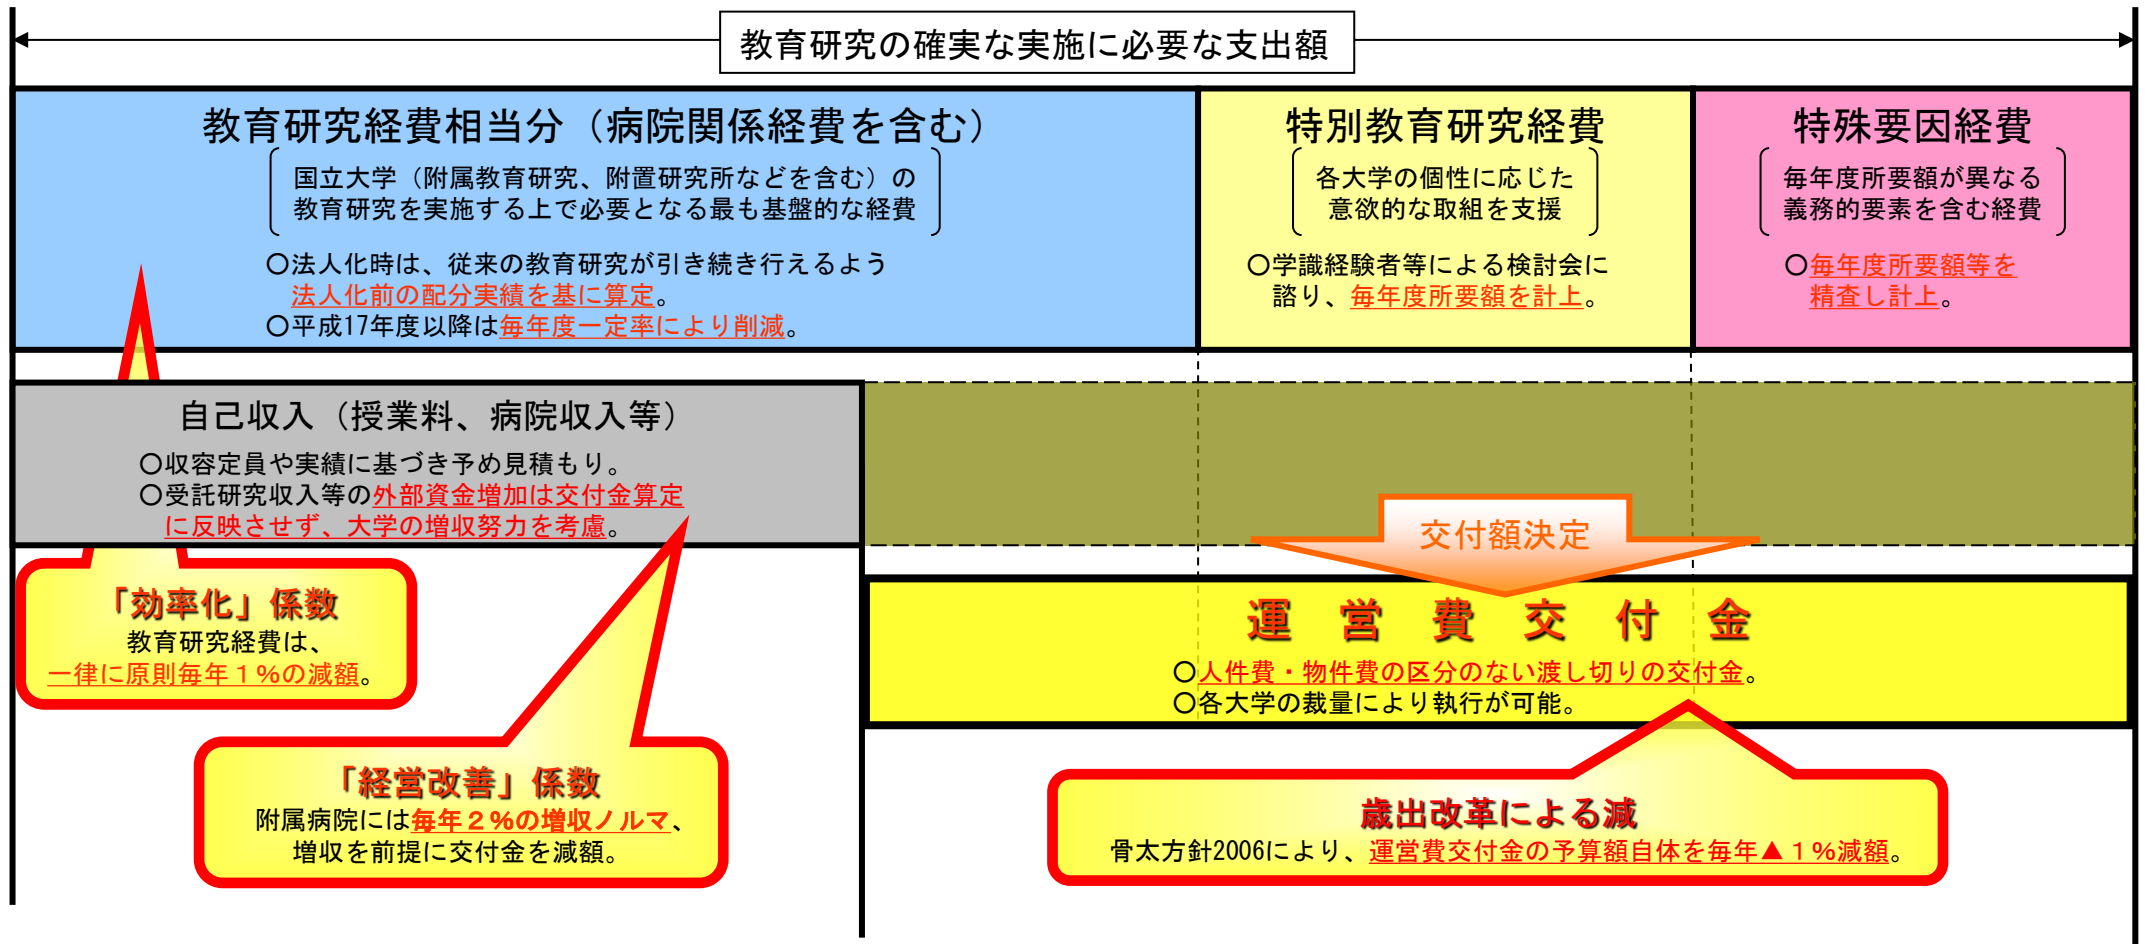 教育研究の確実な実施に必要な支出額
教育研究経費相当分（病院関係経費を含む）
国立大学（附属教育研究、附置研究所などを含む）の
教育研究を実施する上で必要となる最も基盤的な経費
○法人化時は、従来の教育研究が引き続き行えるよう
法人化前の配分実績を基に算定。
○平成17年度以降は毎年度一定率により削減。
特別教育研究経費
各大学の個性に応じた
意欲的な取組を支援
○学識経験者等による検討会に
諮り、毎年度所要額を計上。
特殊要因経費
毎年度所要額が異なる
義務的要素を含む経費
○毎年度所要額等を
精査し計上。
自己収入（授業料、病院収入等）
○収容定員や実績に基づき予め見積もり。
○受託研究収入等の外部資金増加は交付金算定
に反映させず、大学の増収努力を考慮。
交付額決定
「効率化」係数
教育研究経費は、
一律に原則毎年１％の減額。
運営費交付金
○人件費・物件費の区分のない渡し切りの交付金。
○各大学の裁量により執行が可能。
「経営改善」係数
附属病院には毎年２％の増収ノルマ、
増収を前提に交付金を減額。
歳出改革による減
骨太方針2006により、運営費交付金の予算額自体を毎年▲１％減額。